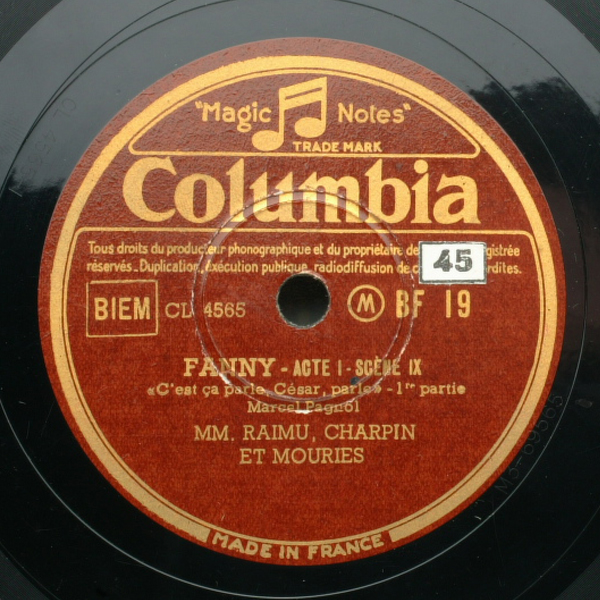 "Magic Notes"
TRADE MARK
Columbia
Tous droits du producteur phonographique et du propriétaire de
réservés. Duplication, exécution publique, radiodiffusion de
45
BIEM CL 4565 M BF 19
FANNY - ACTE I - SCÈNE IX
«C'est ça parle, César, parle» - 1re partie
Marcel Pagnol
MM. RAIMU, CHARPIN
ET MOURIES
MADE IN FRANCE